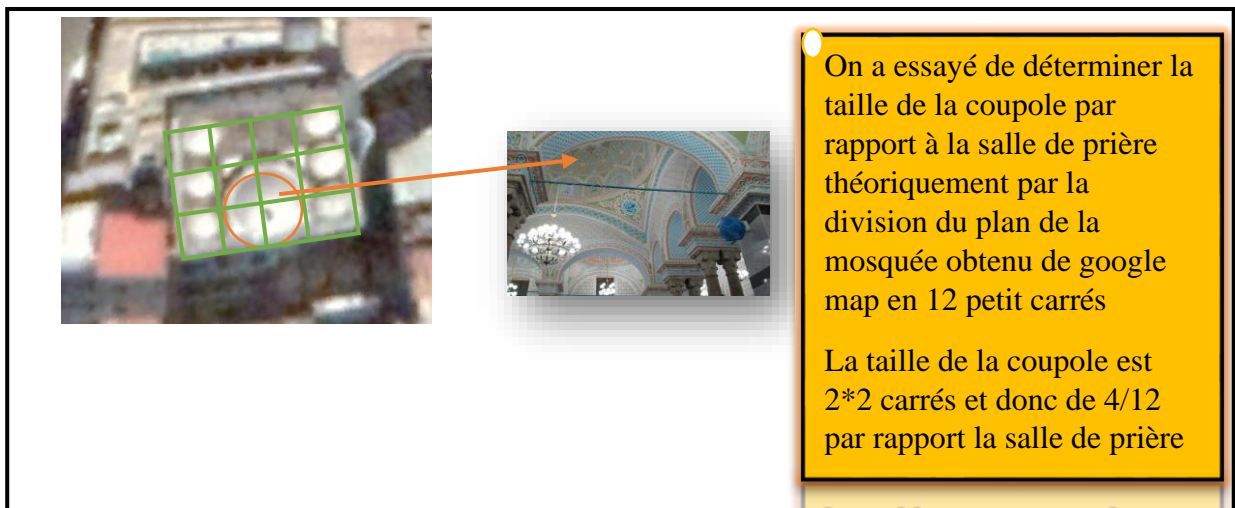 On a essayé de déterminer la
taille de la coupole par
rapport à la salle de prière
théoriquement par la
division du plan de la
mosquée obtenu de google
map en 12 petit carrés
La taille de la coupole est
2*2 carrés et donc de 4/12
par rapport la salle de prière